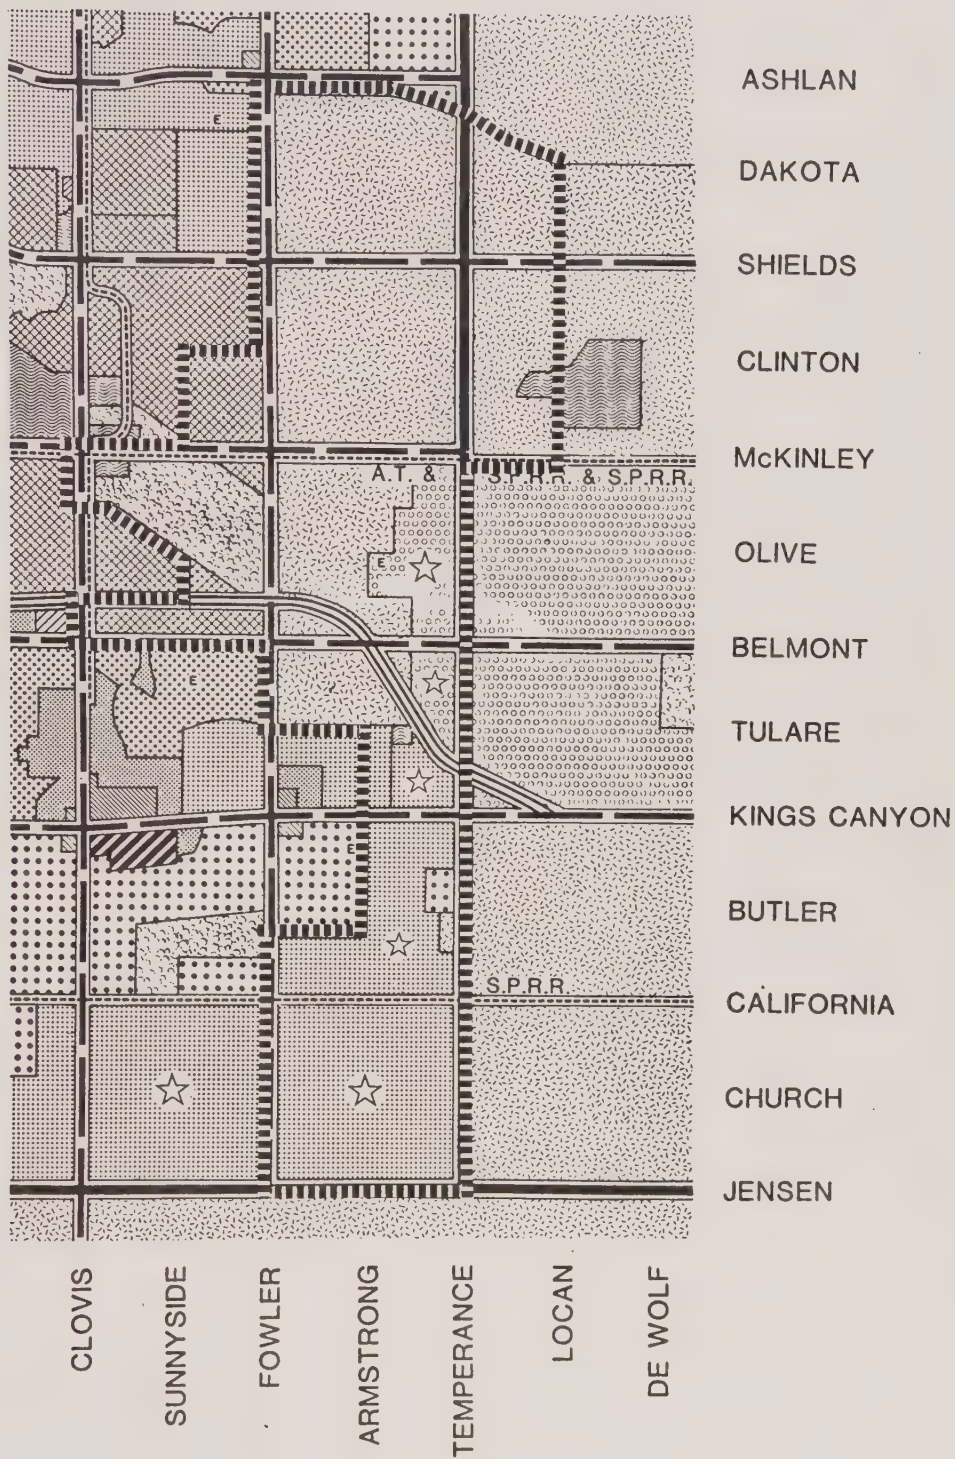 ASHLAN
E
DAKOTA
SHIELDS
CLINTON
McKINLEY
A.T. & S.P.R.R. & S.P.R.R.
OLIVE
E
BELMONT
E
TULARE
KINGS CANYON
E
BUTLER
S.P.R.R.
CALIFORNIA
CHURCH
JENSEN
CLOVIS
SUNNYSIDE
FOWLER
ARMSTRONG
TEMPERANCE
LOCAN
DE WOLF